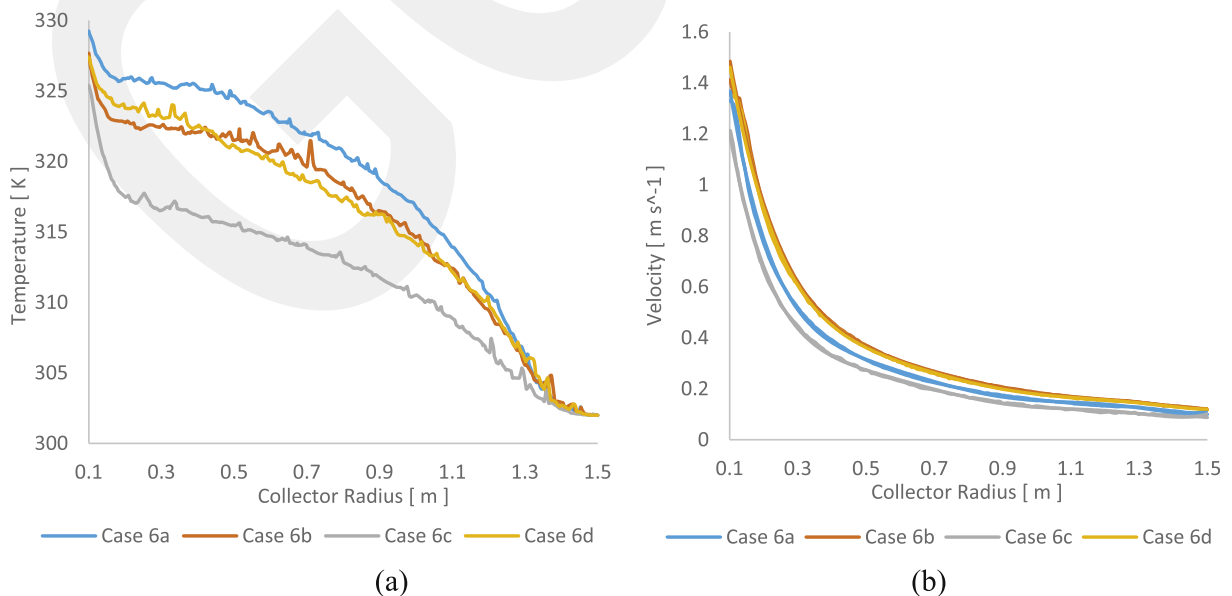 330
325
320
315
310
305
300
Temperature [ K ]
0.1 0.3 0.5 0.7 0.9 1.1 1.3 1.5
Collector Radius [ m ]
Case 6a Case 6b Case 6c Case 6d
(a)
1.6
1.4
1.2
1
0.8
0.6
0.4
0.2
0
Velocity [ m s^-1 ]
0.1 0.3 0.5 0.7 0.9 1.1 1.3 1.5
Collector Radius [ m ]
Case 6a Case 6b Case 6c Case 6d
(b)